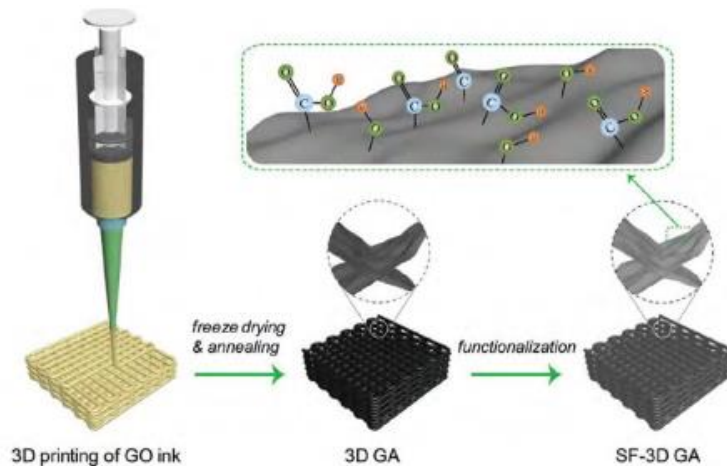 freeze drying
& annealing
functionalization
3D printing of GO ink
3D GA
SF-3D GA